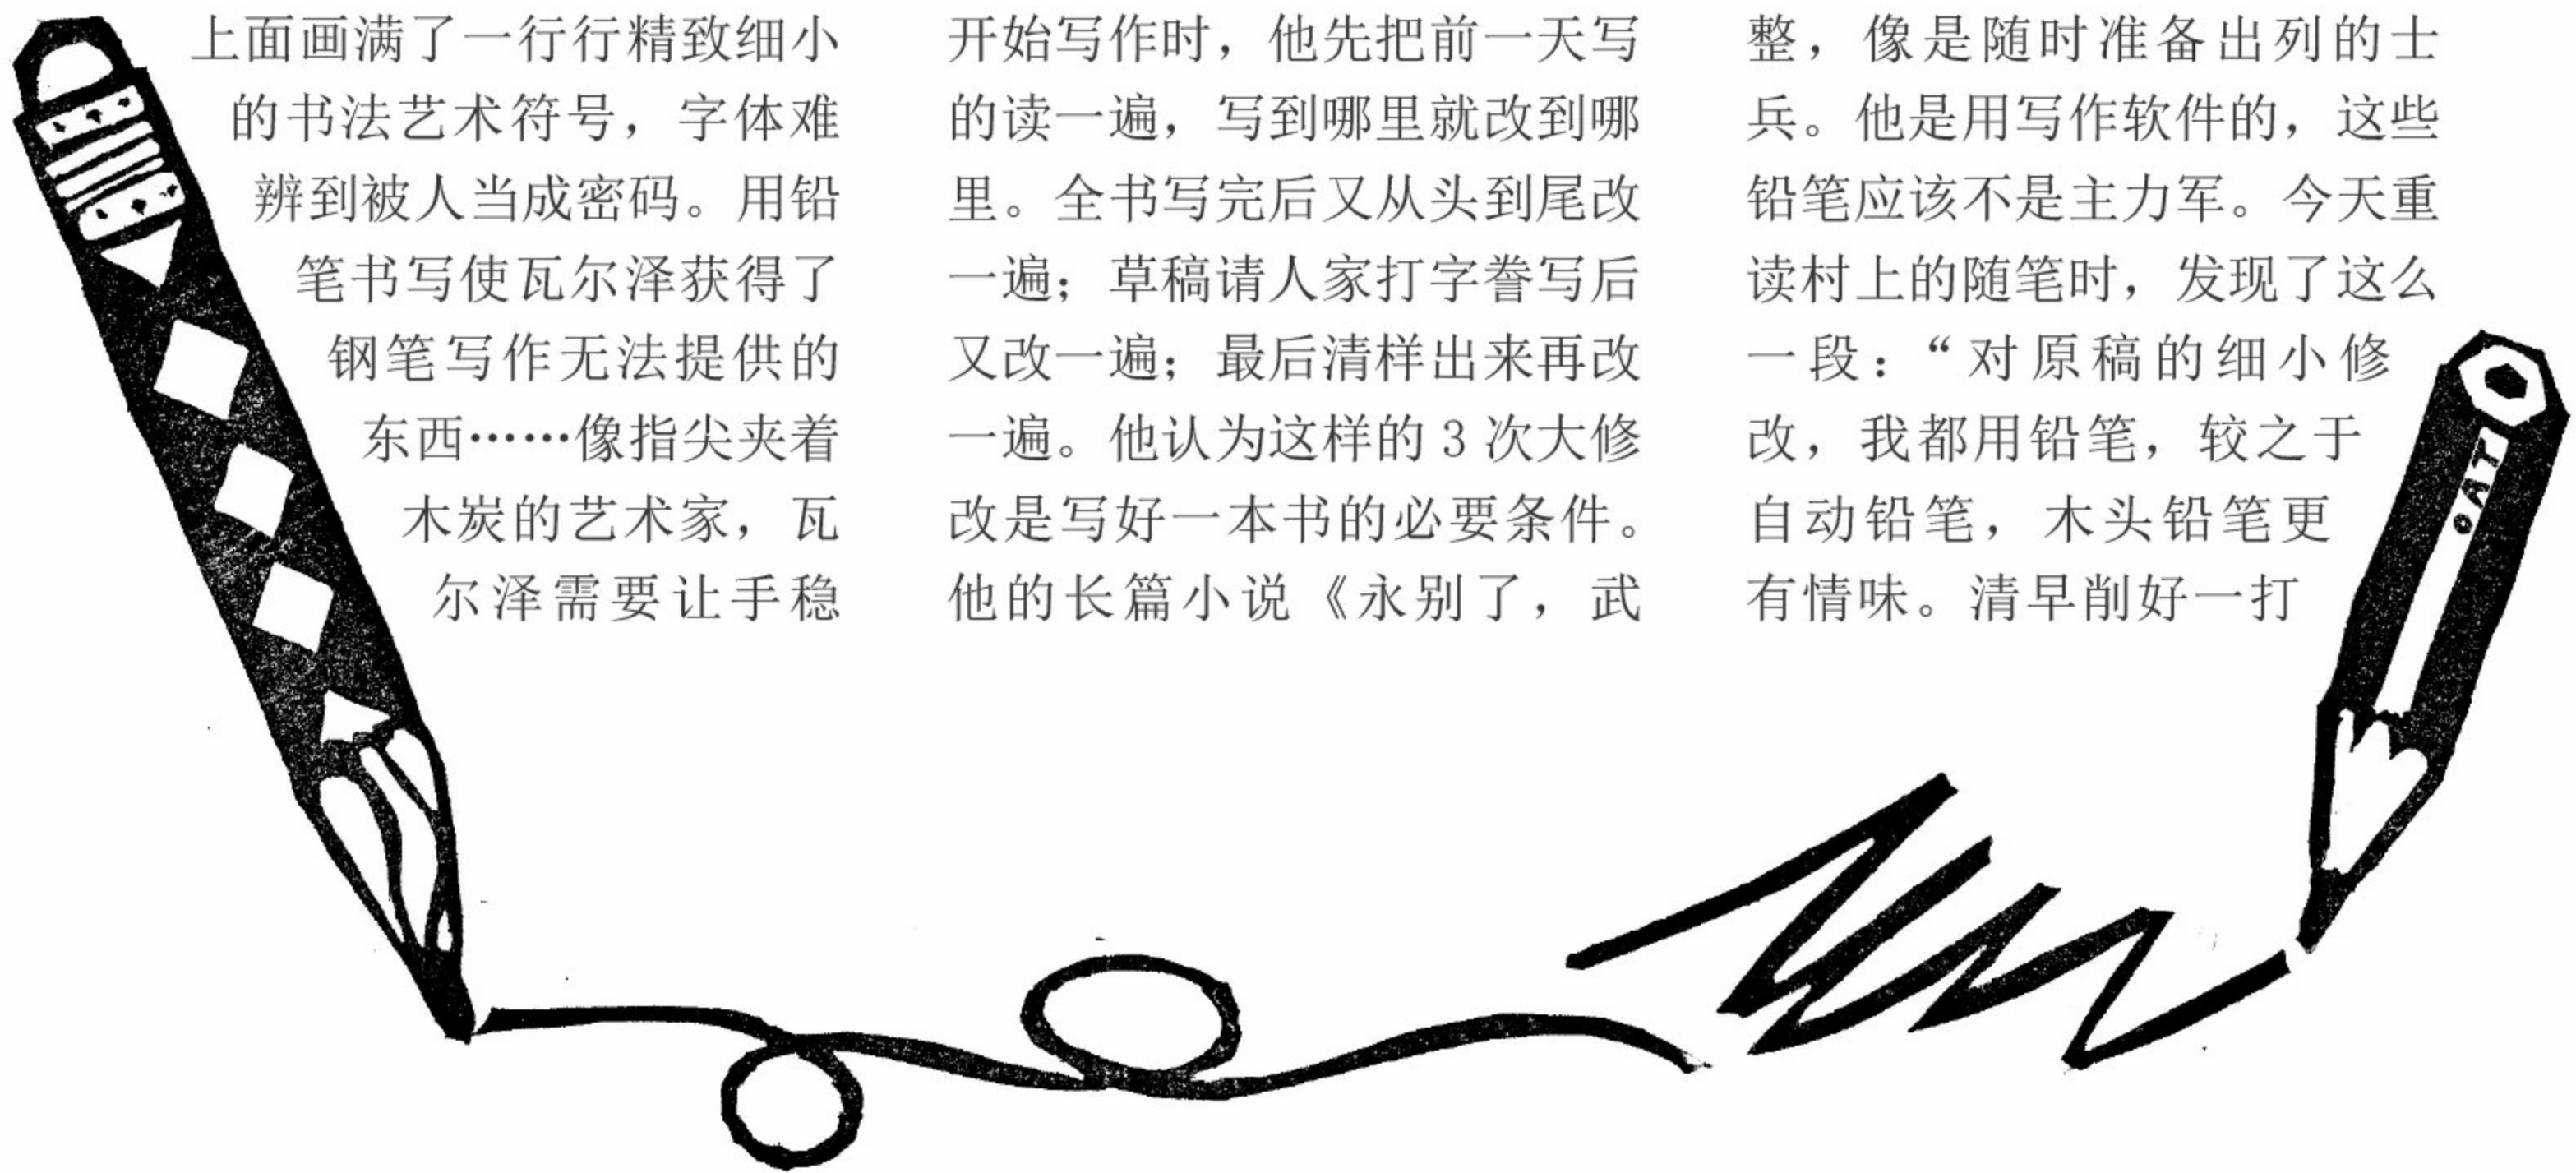 上面画满了一行行精致细小
的书法艺术符号，字体难
辨到被人当成密码。用铅
笔书写使瓦尔泽获得了
钢笔写作无法提供的
东西……像指尖夹着
木炭的艺术家，瓦
尔泽需要让手稳
开始写作时，他先把前一天写
的读一遍，写到哪里就改到哪
里。全书写完后又从头到尾改
一遍；草稿请人家打字誊写后
又改一遍；最后清样出来再改
一遍。他认为这样的 3 次大修
改是写好一本书的必要条件。
他的长篇小说《永别了，武
整，像是随时准备出列的士
兵。他是用写作软件的，这些
铅笔应该不是主力军。今天重
读村上的随笔时，发现了这么
一段：“对原稿的细小修
改，我都用铅笔，较之于
自动铅笔，木头铅笔更
有情味。清早削好一打